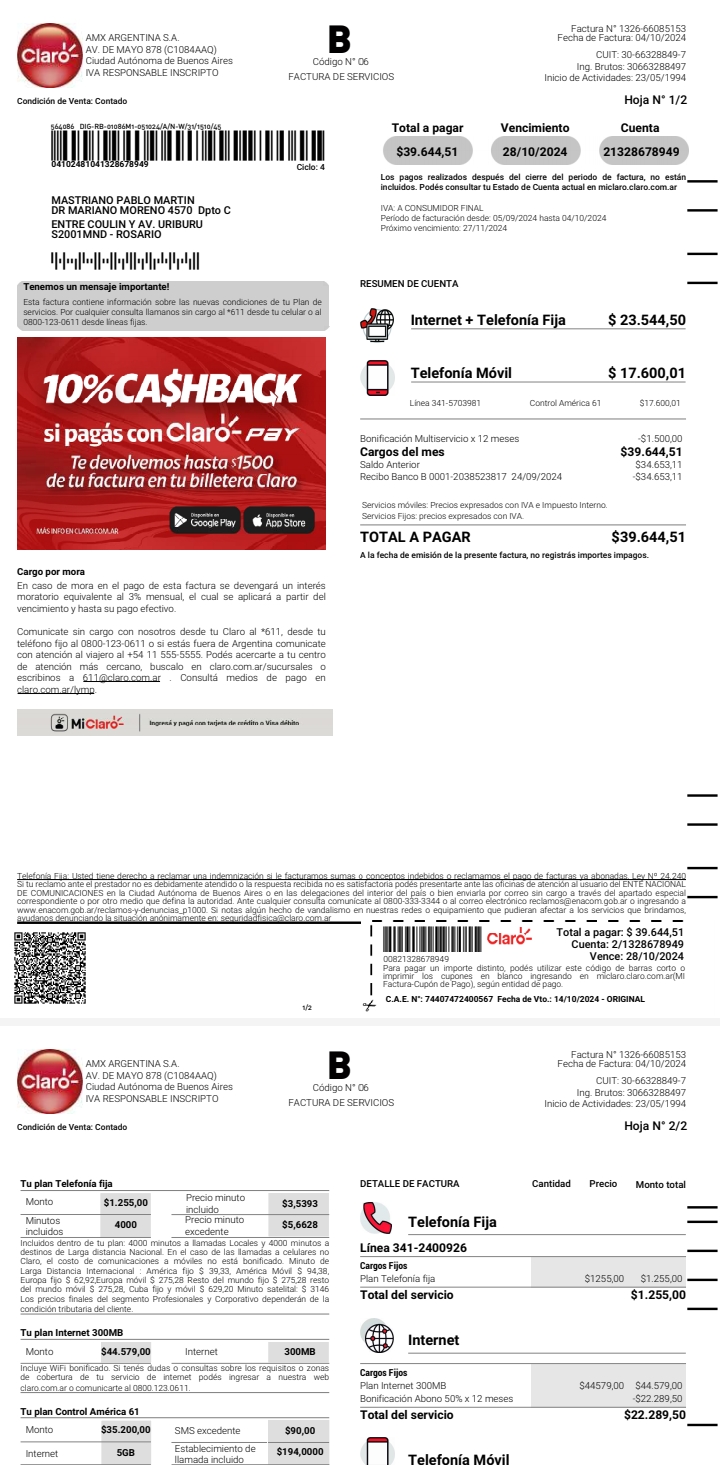 Claro
AMX ARGENTINA S.A.
AV. DE MAYO 878 (C1084AAQ)
Ciudad Autónoma de Buenos Aires
IVA RESPONSABLE INSCRIPTO
B
Código N° 06
FACTURA DE SERVICIOS
Factura N° 1326-66085153
Fecha de Factura: 04/10/2024
CUIT: 30-66328849-7
Ing. Brutos: 30663288497
Inicio de Actividades: 23/05/1994
Condición de Venta: Contado
Hoja N° 1/2
564086 DIG-RB-01086M1-051024/A/N-W/31/1510/45
04102481041328678949
Ciclo: 4
Total a pagar
Vencimiento
Cuenta
$39.644,51
28/10/2024
21328678949
Los pagos realizados después del cierre del periodo de factura, no están
incluidos. Podés consultar tu Estado de Cuenta actual en miclaro.claro.com.ar
MASTRIANO PABLO MARTIN
DR MARIANO MORENO 4570 Dpto C
ENTRE COULIN Y AV. URIBURU
S2001MND - ROSARIO
IVA: A CONSUMIDOR FINAL
Período de facturación desde: 05/09/2024 hasta 04/10/2024
Próximo vencimiento: 27/11/2024
Tenemos un mensaje importante!
Esta factura contiene información sobre las nuevas condiciones de tu Plan de
servicios. Por cualquier consulta llamanos sin cargo al *611 desde tu celular o al
0800-123-0611 desde líneas fijas.
10% CA$HBACK
si pagás con Claro PAY
Te devolvemos hasta $1500
de tu factura en tu billetera Claro
MÁS INFO EN CLARO.COM.AR
Disponible en
Google Play
Disponible en
App Store
RESUMEN DE CUENTA
Internet + Telefonía Fija $ 23.544,50
Telefonía Móvil $ 17.600,01
Línea 341-5703981 Control América 61 $17.600,01
Bonificación Multiservicio x 12 meses -$1.500,00
Cargos del mes $39.644,51
Saldo Anterior $34.653,11
Recibo Banco B 0001-2038523817 24/09/2024 -$34.653,11
Servicios móviles: Precios expresados con IVA e Impuesto Interno.
Servicios Fijos: precios expresados con IVA.
TOTAL A PAGAR $39.644,51
A la fecha de emisión de la presente factura, no registrás importes impagos.
Cargo por mora
En caso de mora en el pago de esta factura se devengará un interés
moratorio equivalente al 3% mensual, el cual se aplicará a partir del
vencimiento y hasta su pago efectivo.
Comunicate sin cargo con nosotros desde tu Claro al *611, desde tu
teléfono fijo al 0800-123-0611 o si estás fuera de Argentina comunicate
con atención al viajero al +54 11 555-5555. Podés acercarte a tu centro
de atención más cercano, buscalo en claro.com.ar/sucursales o
escribinos a 611@claro.com.ar . Consultá medios de pago en
claro.com.ar/lymp.
Mi Claro Ingresá y pagá con tarjeta de crédito o Visa débito
Telefonía Fija: Usted tiene derecho a reclamar una indemnización si le facturamos sumas o conceptos indebidos o reclamamos el pago de facturas ya abonadas. Ley Nº 24.240
Si tu reclamo ante el prestador no es debidamente atendido o la respuesta recibida no es satisfactoria podés presentarte ante las oficinas de atención al usuario del ENTE NACIONAL
DE COMUNICACIONES en la Ciudad Autónoma de Buenos Aires o en las delegaciones del interior del país o bien enviarla por correo sin cargo a través del apartado especial
correspondiente o por otro medio que defina la autoridad. Ante cualquier consulta comunícate al 0800-333-3344 o al correo electrónico reclamos@enacom.gob.ar o ingresando a
www.enacom.gob.ar/reclamos-y-denuncias_p1000. Si notas algún hecho de vandalismo en nuestras redes o equipamiento que pudieran afectar a los servicios que brindamos,
ayudanos denunciando la situación anónimamente en: seguridadfisica@claro.com.ar
1/2
00821328678949
Claro
Total a pagar: $ 39.644,51
Cuenta: 2/1328678949
Vence: 28/10/2024
Para pagar un importe distinto, podés utilizar este código de barras corto o
imprimir los cupones en blanco ingresando en miclaro.claro.com.ar(MI
Factura-Cupón de Pago), según entidad de pago.
C.A.E. N°: 74407472400567 Fecha de Vto.: 14/10/2024 - ORIGINAL
Claro
AMX ARGENTINA S.A.
AV. DE MAYO 878 (C1084AAQ)
Ciudad Autónoma de Buenos Aires
IVA RESPONSABLE INSCRIPTO
B
Código N° 06
FACTURA DE SERVICIOS
Factura N° 1326-66085153
Fecha de Factura: 04/10/2024
CUIT: 30-66328849-7
Ing. Brutos: 30663288497
Inicio de Actividades: 23/05/1994
Condición de Venta: Contado
Hoja N° 2/2
Tu plan Telefonía fija
Monto $1.255,00 Precio minuto incluido $3,5393
Minutos incluidos 4000 Precio minuto excedente $5,6628
Incluidos dentro de tu plan: 4000 minutos a llamadas Locales y 4000 minutos a
destinos de Larga distancia Nacional. En el caso de las llamadas a celulares no
Claro, el costo de comunicaciones a móviles no está bonificado. Minuto de
Larga Distancia Internacional : América fijo $ 39,33, América Móvil $ 94,38,
Europa fijo $ 62,92,Europa móvil $ 275,28 Resto del mundo fijo $ 275,28 resto
del mundo móvil $ 275,28, Cuba fijo y móvil $ 629,20 Minuto satelital: $ 3146
Los precios finales del segmento Profesionales y Corporativo dependerán de la
condición tributaria del cliente.
Tu plan Internet 300MB
Monto $44.579,00 Internet 300MB
Incluye WiFi bonificado. Si tenés dudas o consultas sobre los requisitos o zonas
de cobertura de tu servicio de internet podés ingresar a nuestra web
claro.com.ar o comunicarte al 0800.123.0611.
Tu plan Control América 61
Monto $35.200,00 SMS excedente $90,00
Internet 5GB Establecimiento de llamada incluido $194,0000
DETALLE DE FACTURA Cantidad Precio Monto total
Telefonía Fija
Línea 341-2400926
Cargos Fijos
Plan Telefonía fija $1255,00 $1.255,00
Total del servicio $1.255,00
Internet
Cargos Fijos
Plan Internet 300MB $44579,00 $44.579,00
Bonificación Abono 50% x 12 meses -$22.289,50
Total del servicio $22.289,50
Telefonía Móvil